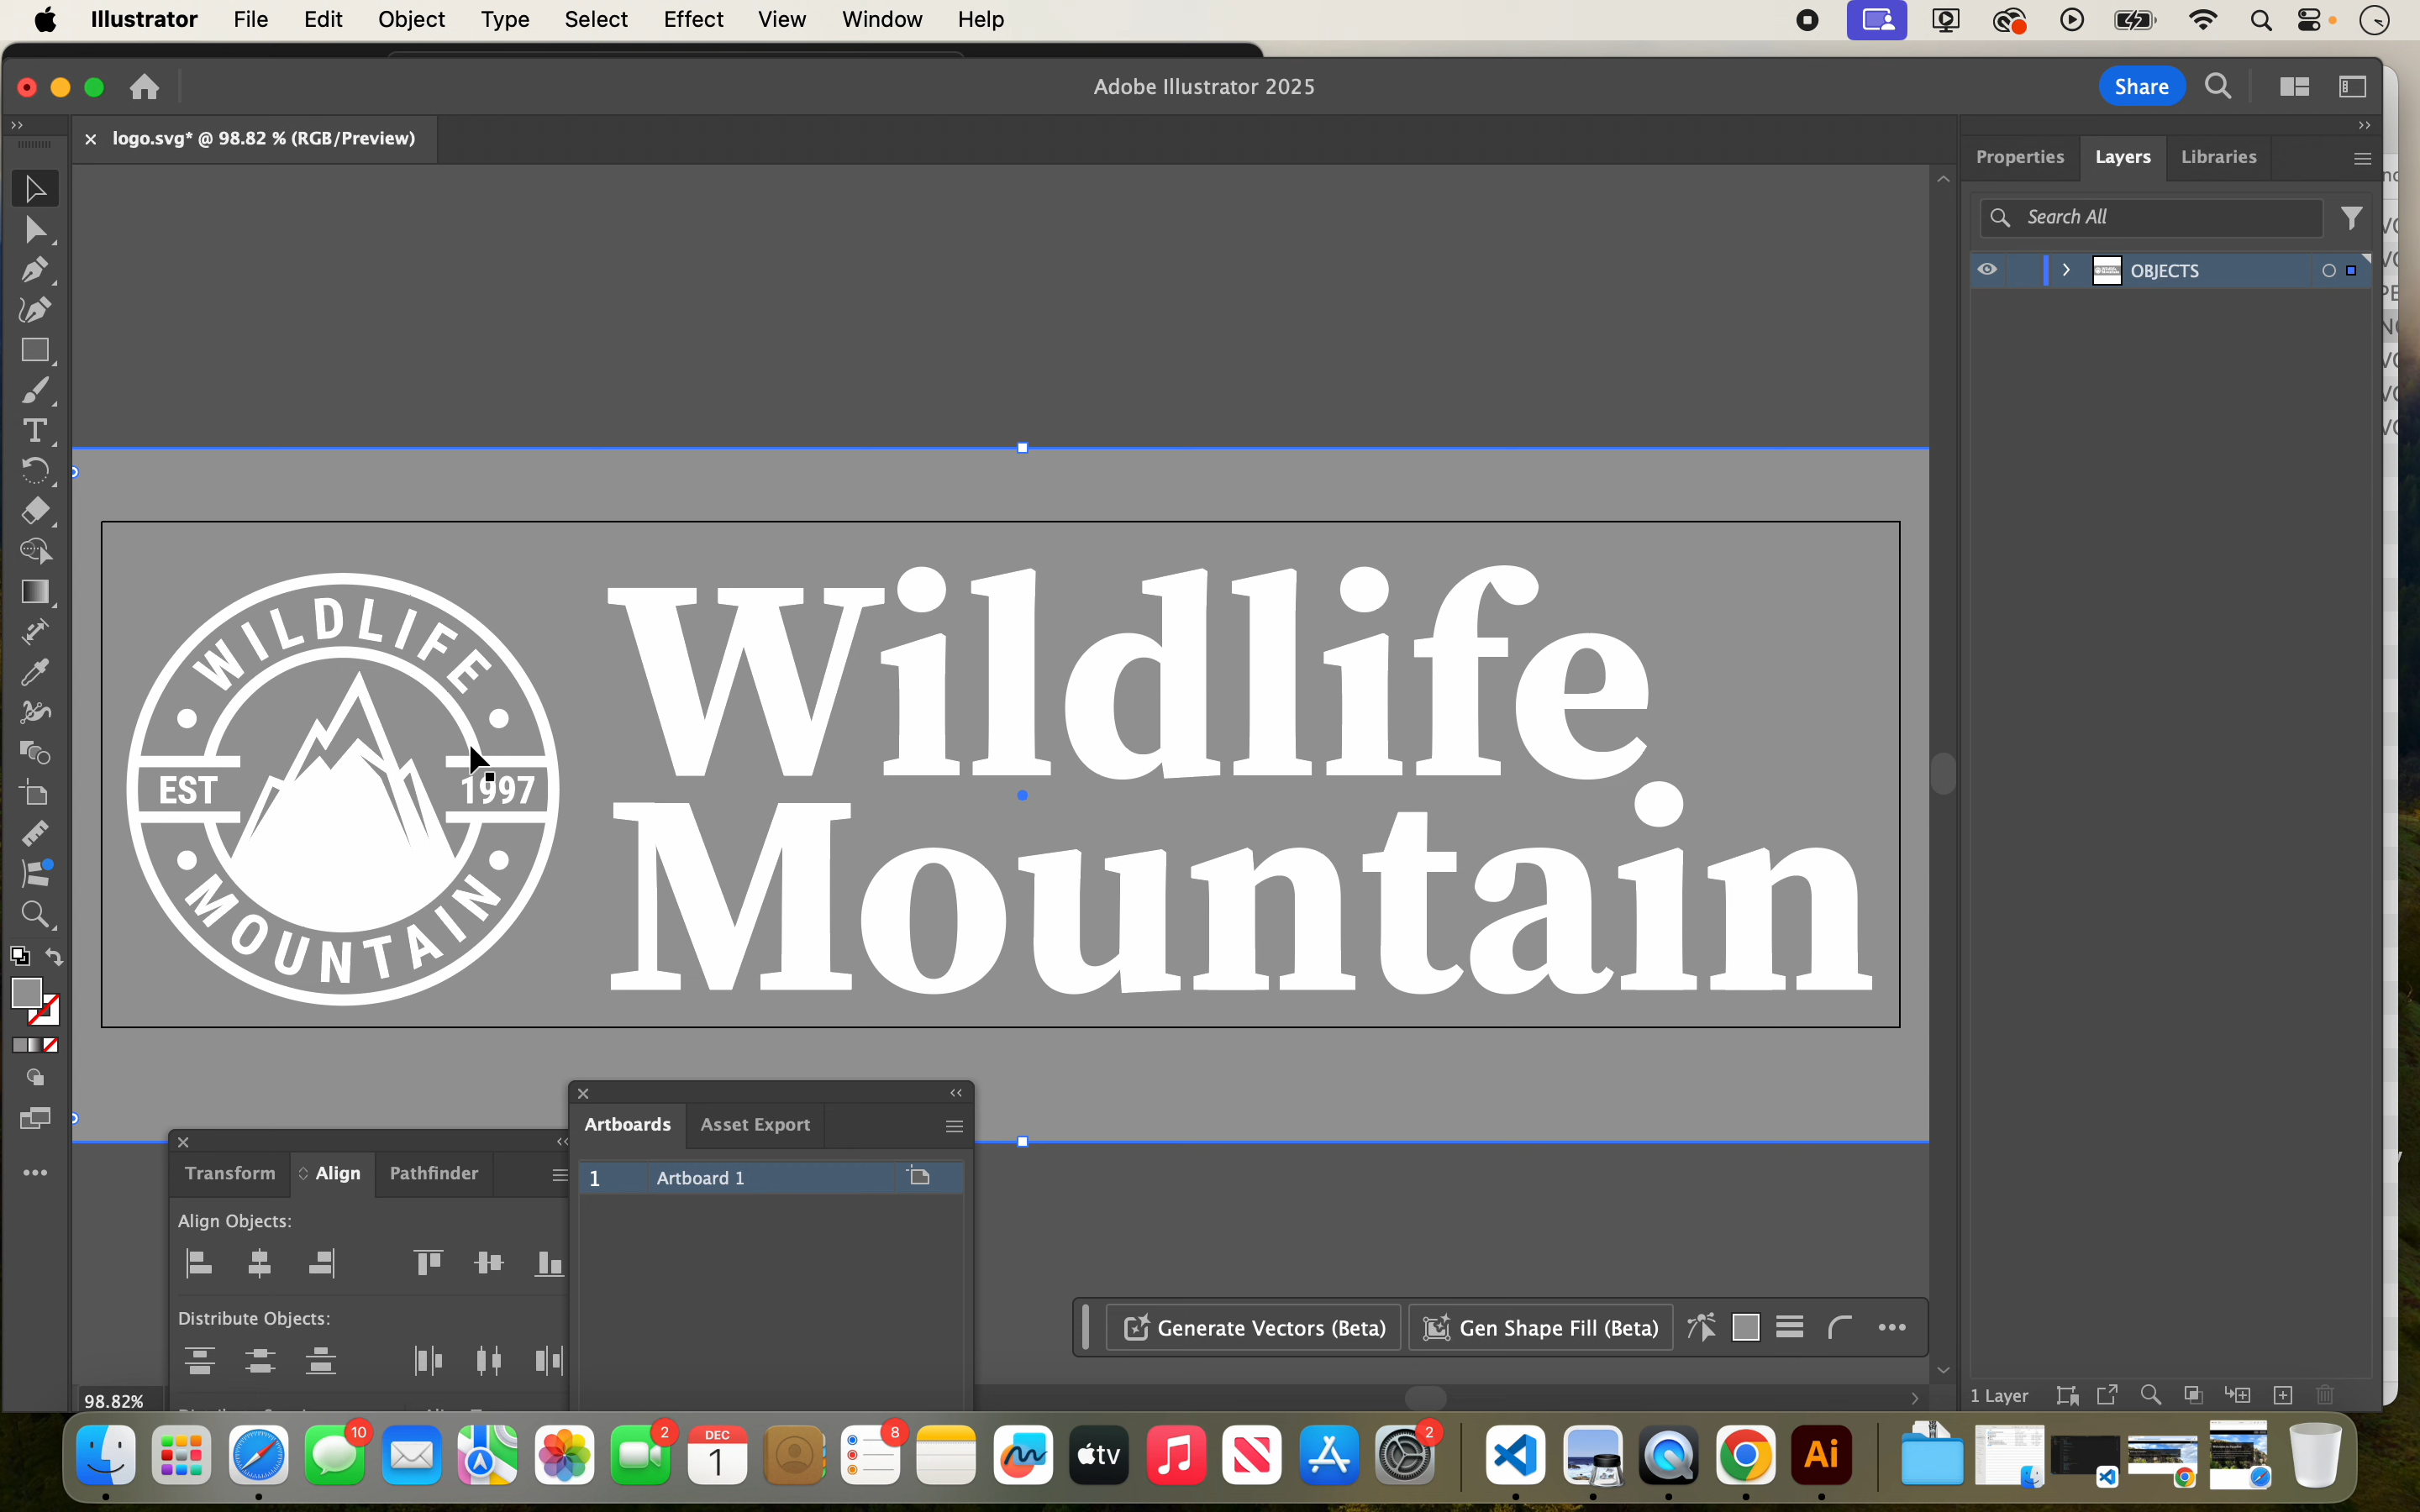 Illustrator File Edit Object Type Select Effect View Window Help
Adobe Illustrator 2025
Share
logo.svg* @ 98.82 % (RGB/Preview)
Properties Layers Libraries
Search All
OBJECTS
WILDLIFE
EST 1997
MOUNTAIN
Wildlife
Mountain
Artboards Asset Export
1 Artboard 1
Transform Align Pathfinder
Align Objects:
Distribute Objects:
Generate Vectors (Beta) Gen Shape Fill (Beta)
98.82%
1 Layer
10
2
DEC
1
8
tv
2
Ai